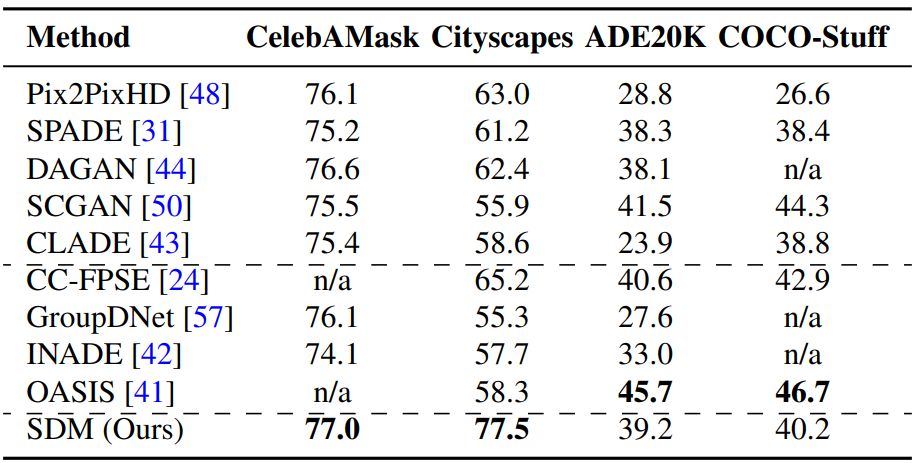 Method CelebAMask Cityscapes ADE20K COCO-Stuff
Pix2PixHD [48] 76.1 63.0 28.8 26.6
SPADE [31] 75.2 61.2 38.3 38.4
DAGAN [44] 76.6 62.4 38.1 n/a
SCGAN [50] 75.5 55.9 41.5 44.3
CLADE [43] 75.4 58.6 23.9 38.8
CC-FPSE [24] n/a 65.2 40.6 42.9
GroupDNet [57] 76.1 55.3 27.6 n/a
INADE [42] 74.1 57.7 33.0 n/a
OASIS [41] n/a 58.3 45.7 46.7
SDM (Ours) 77.0 77.5 39.2 40.2